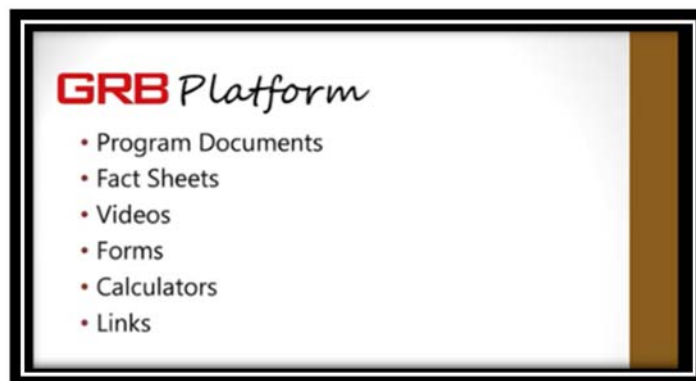 GRB Platform
• Program Documents
• Fact Sheets
• Videos
• Forms
• Calculators
• Links